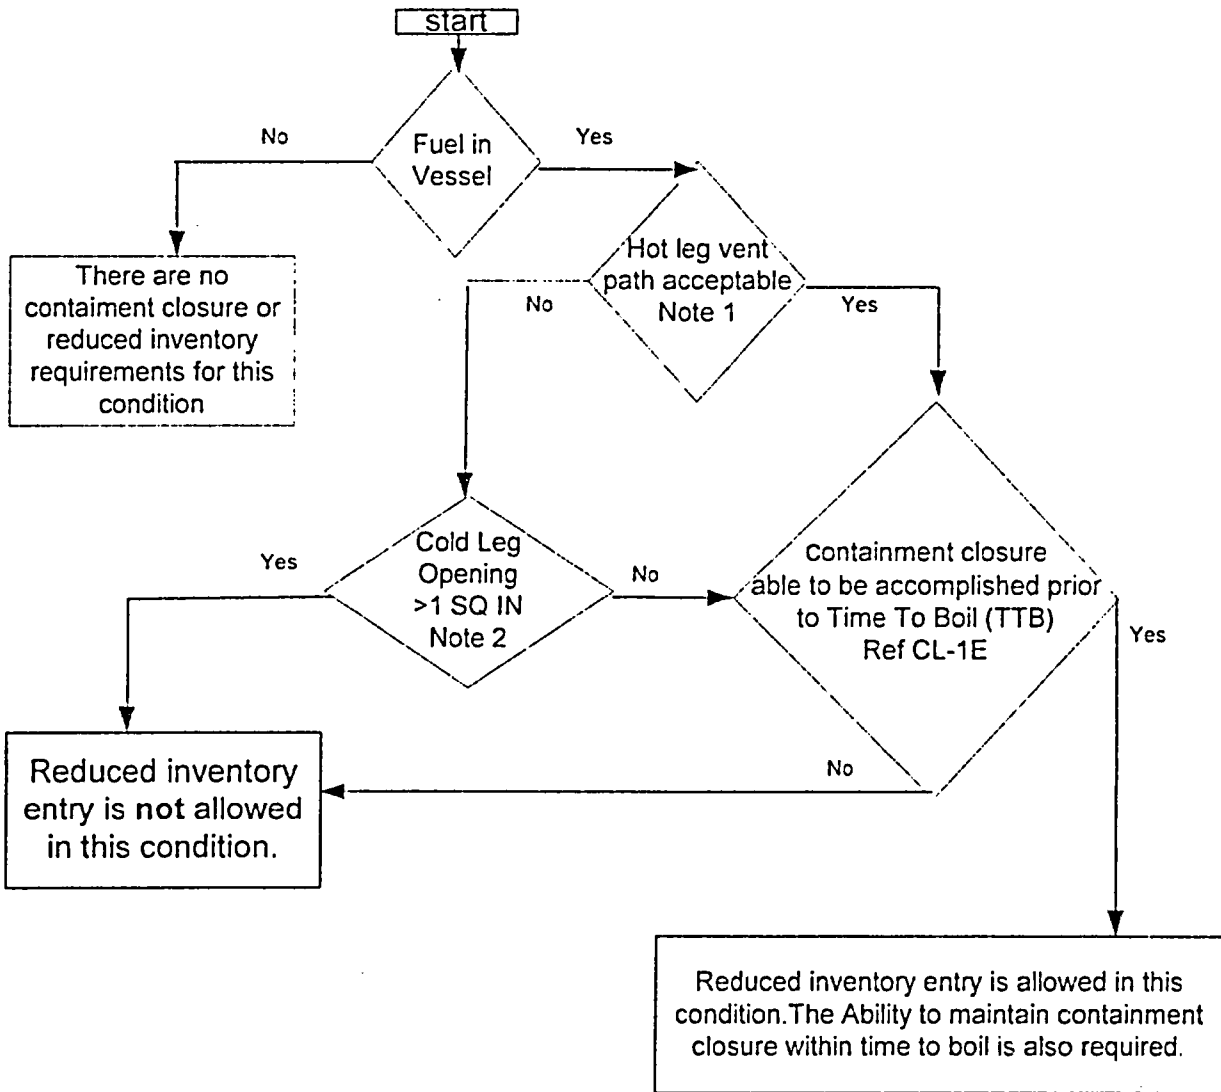 start
Fuel in
Vessel
No
Yes
There are no
contaiment closure or
reduced inventory
requirements for this
condition
Hot leg vent
path acceptable
Note 1
No
Yes
Cold Leg
Opening
>1 SQ IN
Note 2
Yes
No
Containment closure
able to be accomplished prior
to Time To Boil (TTB)
Ref CL-1E
Yes
No
Reduced inventory
entry is not allowed
in this condition.
Reduced inventory entry is allowed in this
condition.The Ability to maintain containment
closure within time to boil is also required.